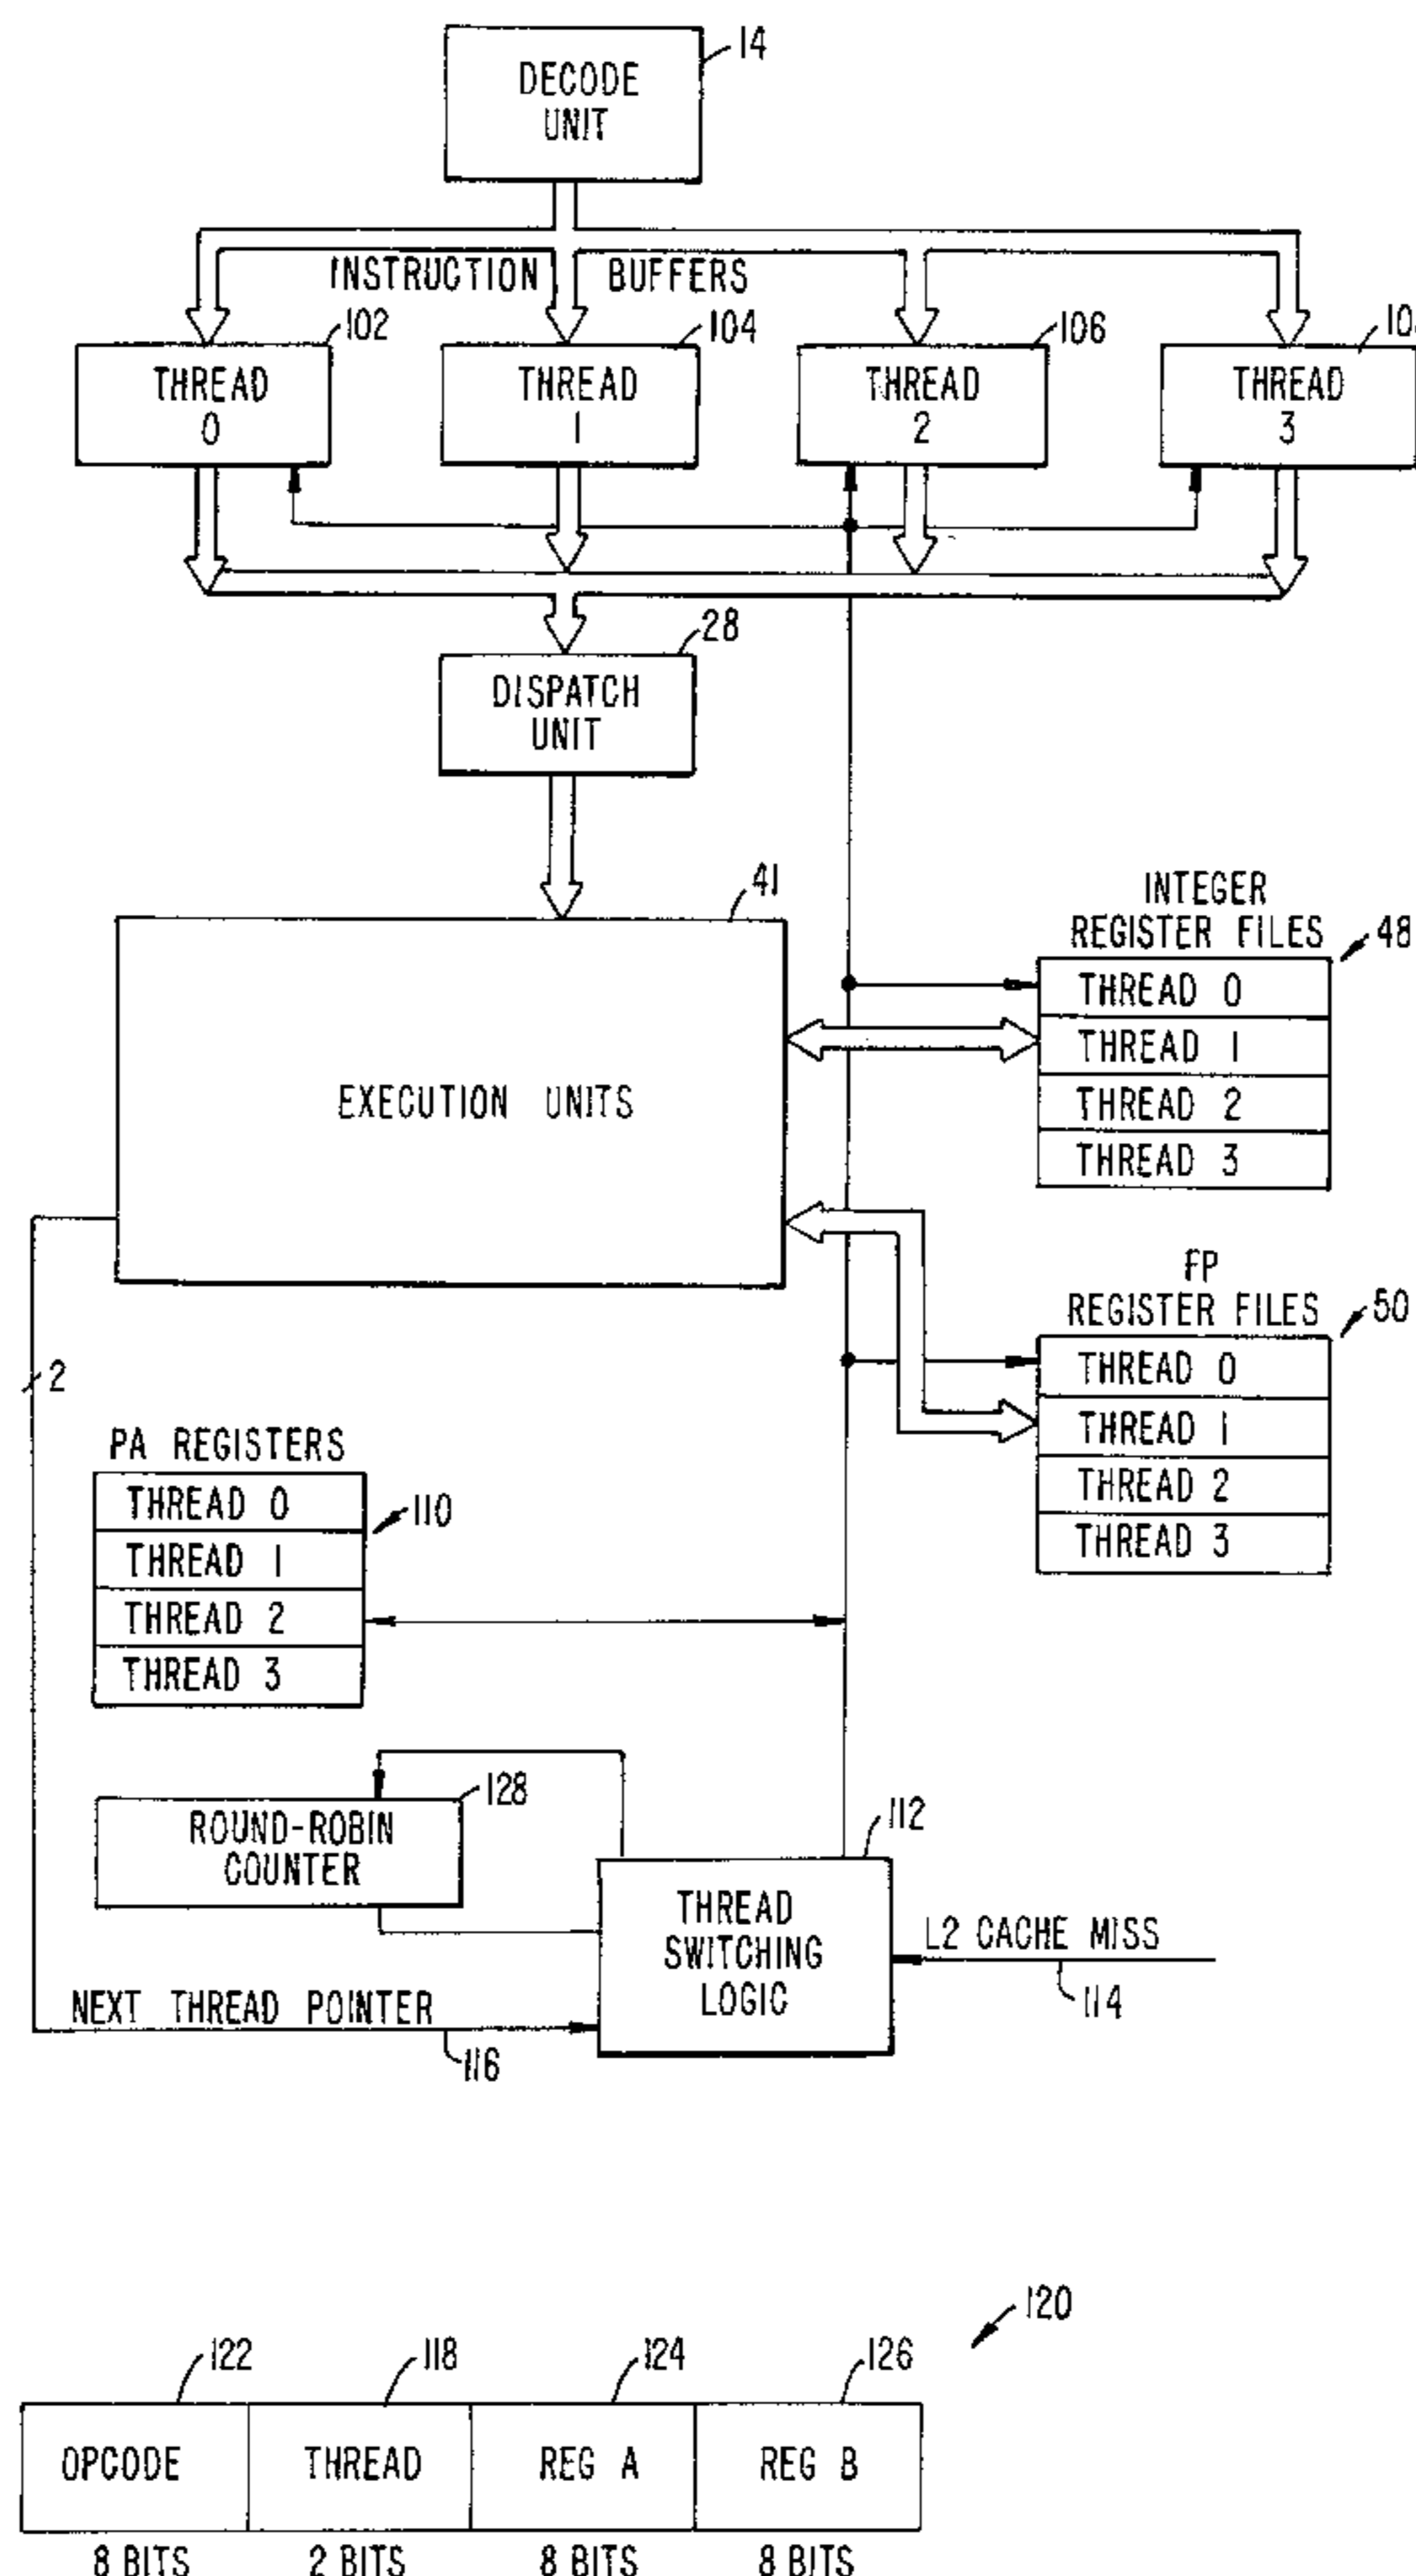 14
DECODE
UNIT
INSTRUCTION BUFFERS
102
104
106
THREAD
0
THREAD
1
THREAD
2
THREAD
3
28
DISPATCH
UNIT
41
EXECUTION UNITS
INTEGER
REGISTER FILES
48
THREAD 0
THREAD 1
THREAD 2
THREAD 3
FP
REGISTER FILES
50
THREAD 0
THREAD 1
THREAD 2
THREAD 3
2
PA REGISTERS
110
THREAD 0
THREAD 1
THREAD 2
THREAD 3
128
ROUND-ROBIN
COUNTER
112
THREAD
SWITCHING
LOGIC
L2 CACHE MISS
114
NEXT THREAD POINTER
116
120
122
118
124
126
OPCODE
THREAD
REG A
REG B
8 BITS
2 BITS
8 BITS
8 BITS